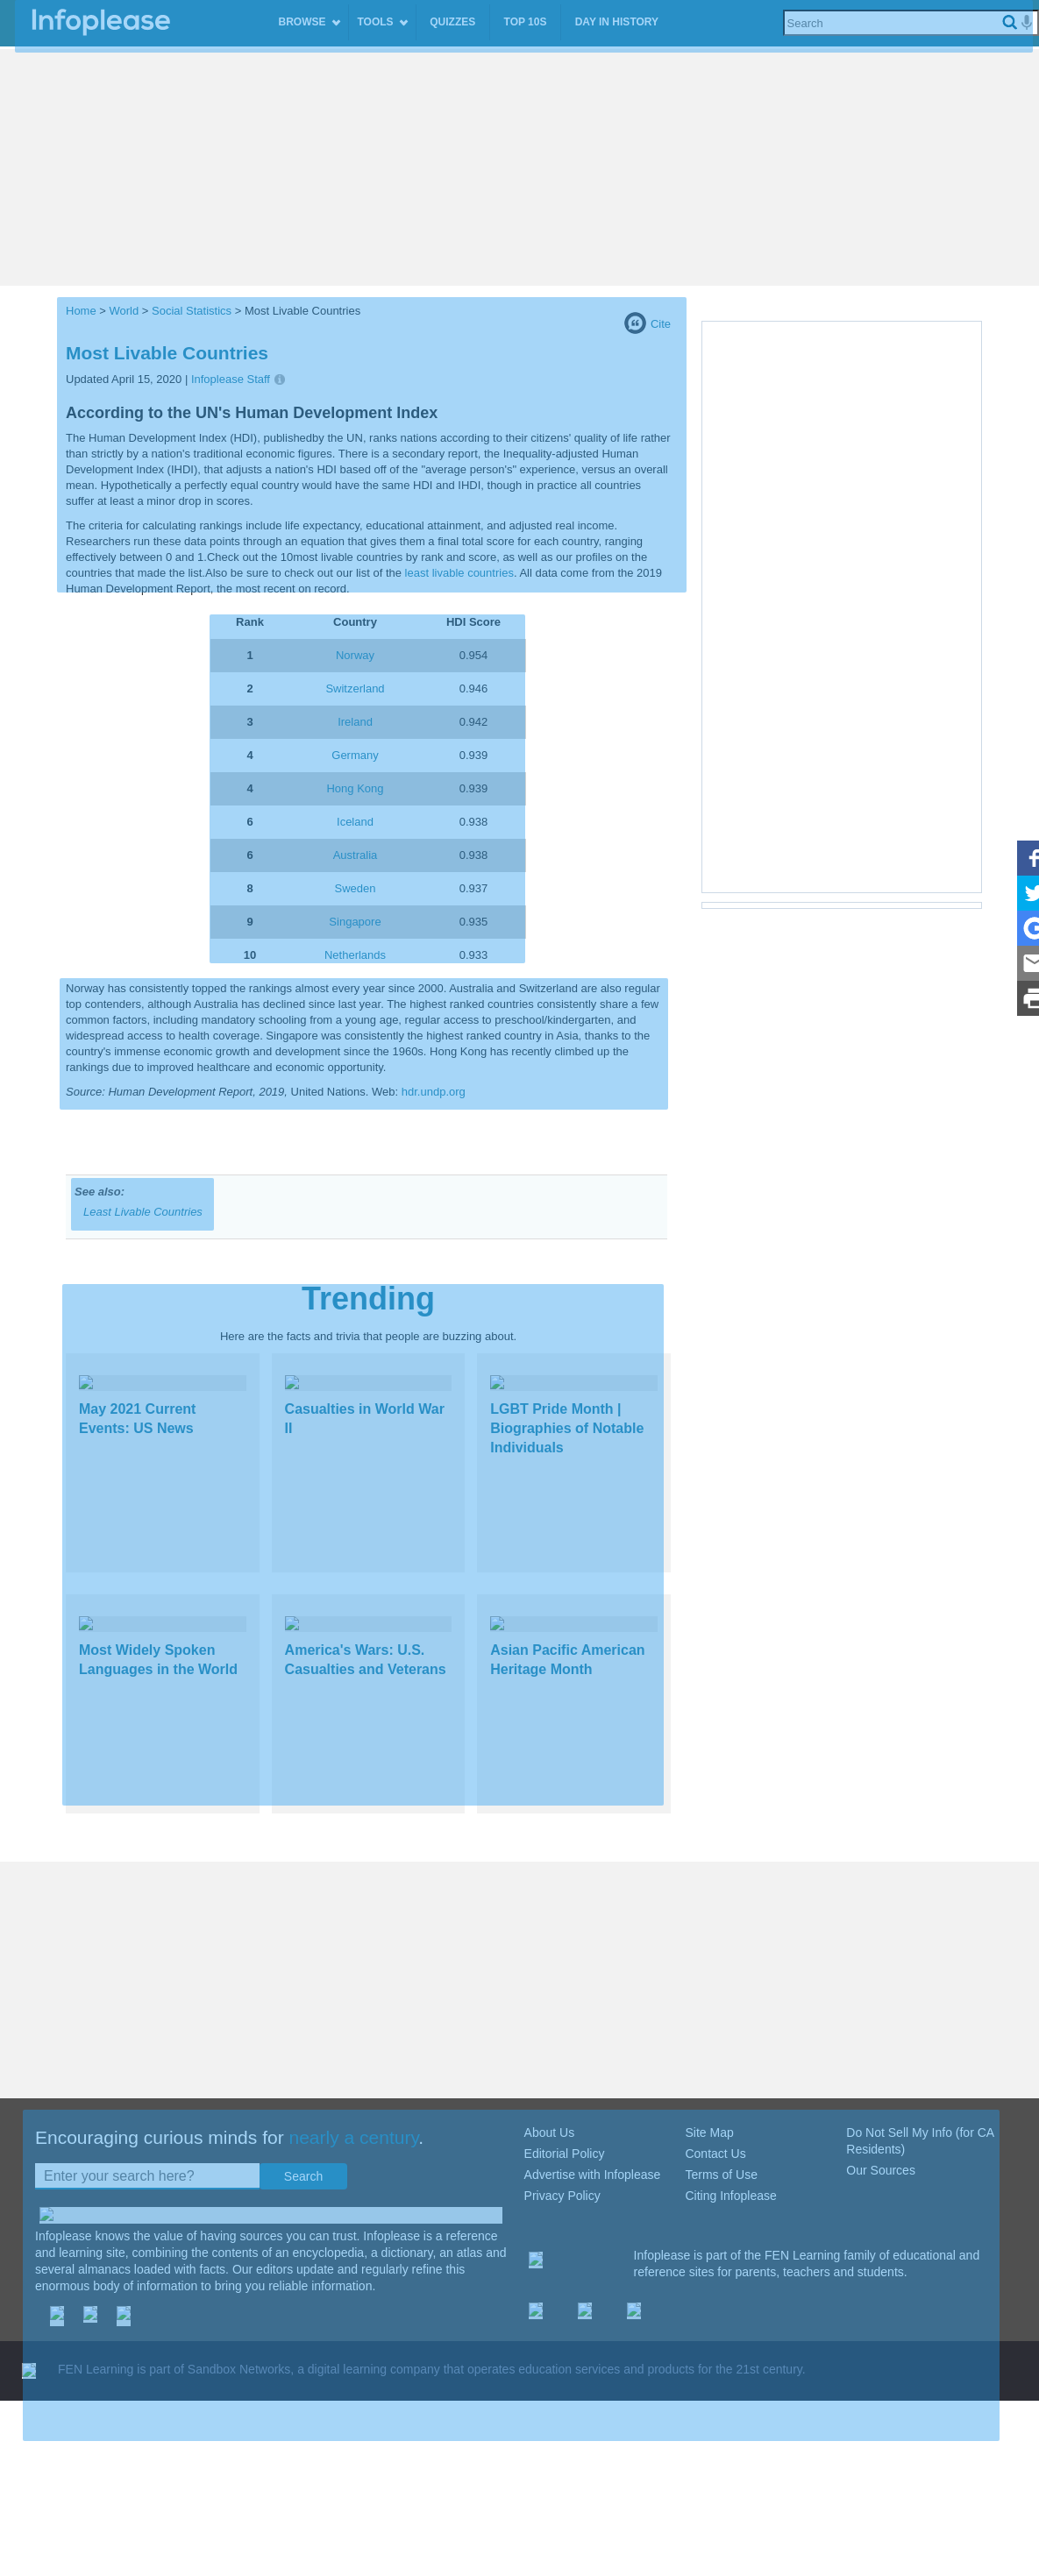 Infoplease
BROWSE TOOLS QUIZZES TOP 10S DAY IN HISTORY
Search
Home > World > Social Statistics > Most Livable Countries
Cite
Most Livable Countries
Updated April 15, 2020 | Infoplease Staff
According to the UN's Human Development Index
The Human Development Index (HDI), publishedby the UN, ranks nations according to their citizens' quality of life rather
than strictly by a nation's traditional economic figures. There is a secondary report, the Inequality-adjusted Human
Development Index (IHDI), that adjusts a nation's HDI based off of the "average person's" experience, versus an overall
mean. Hypothetically a perfectly equal country would have the same HDI and IHDI, though in practice all countries
suffer at least a minor drop in scores.
The criteria for calculating rankings include life expectancy, educational attainment, and adjusted real income.
Researchers run these data points through an equation that gives them a final total score for each country, ranging
effectively between 0 and 1.Check out the 10most livable countries by rank and score, as well as our profiles on the
countries that made the list.Also be sure to check out our list of the least livable countries. All data come from the 2019
Human Development Report, the most recent on record.
Rank Country HDI Score
1 Norway 0.954
2 Switzerland 0.946
3 Ireland 0.942
4 Germany 0.939
4 Hong Kong 0.939
6 Iceland 0.938
6 Australia 0.938
8 Sweden 0.937
9 Singapore 0.935
10 Netherlands 0.933
Norway has consistently topped the rankings almost every year since 2000. Australia and Switzerland are also regular
top contenders, although Australia has declined since last year. The highest ranked countries consistently share a few
common factors, including mandatory schooling from a young age, regular access to preschool/kindergarten, and
widespread access to health coverage. Singapore was consistently the highest ranked country in Asia, thanks to the
country's immense economic growth and development since the 1960s. Hong Kong has recently climbed up the
rankings due to improved healthcare and economic opportunity.
Source: Human Development Report, 2019, United Nations. Web: hdr.undp.org
See also:
Least Livable Countries
Trending
Here are the facts and trivia that people are buzzing about.
May 2021 Current
Events: US News
Casualties in World War
II
LGBT Pride Month |
Biographies of Notable
Individuals
Most Widely Spoken
Languages in the World
America's Wars: U.S.
Casualties and Veterans
Asian Pacific American
Heritage Month
Encouraging curious minds for nearly a century.
Enter your search here? Search
Infoplease knows the value of having sources you can trust. Infoplease is a reference
and learning site, combining the contents of an encyclopedia, a dictionary, an atlas and
several almanacs loaded with facts. Our editors update and regularly refine this
enormous body of information to bring you reliable information.
About Us
Editorial Policy
Advertise with Infoplease
Privacy Policy
Site Map
Contact Us
Terms of Use
Citing Infoplease
Do Not Sell My Info (for CA
Residents)
Our Sources
Infoplease is part of the FEN Learning family of educational and
reference sites for parents, teachers and students.
FEN Learning is part of Sandbox Networks, a digital learning company that operates education services and products for the 21st century.